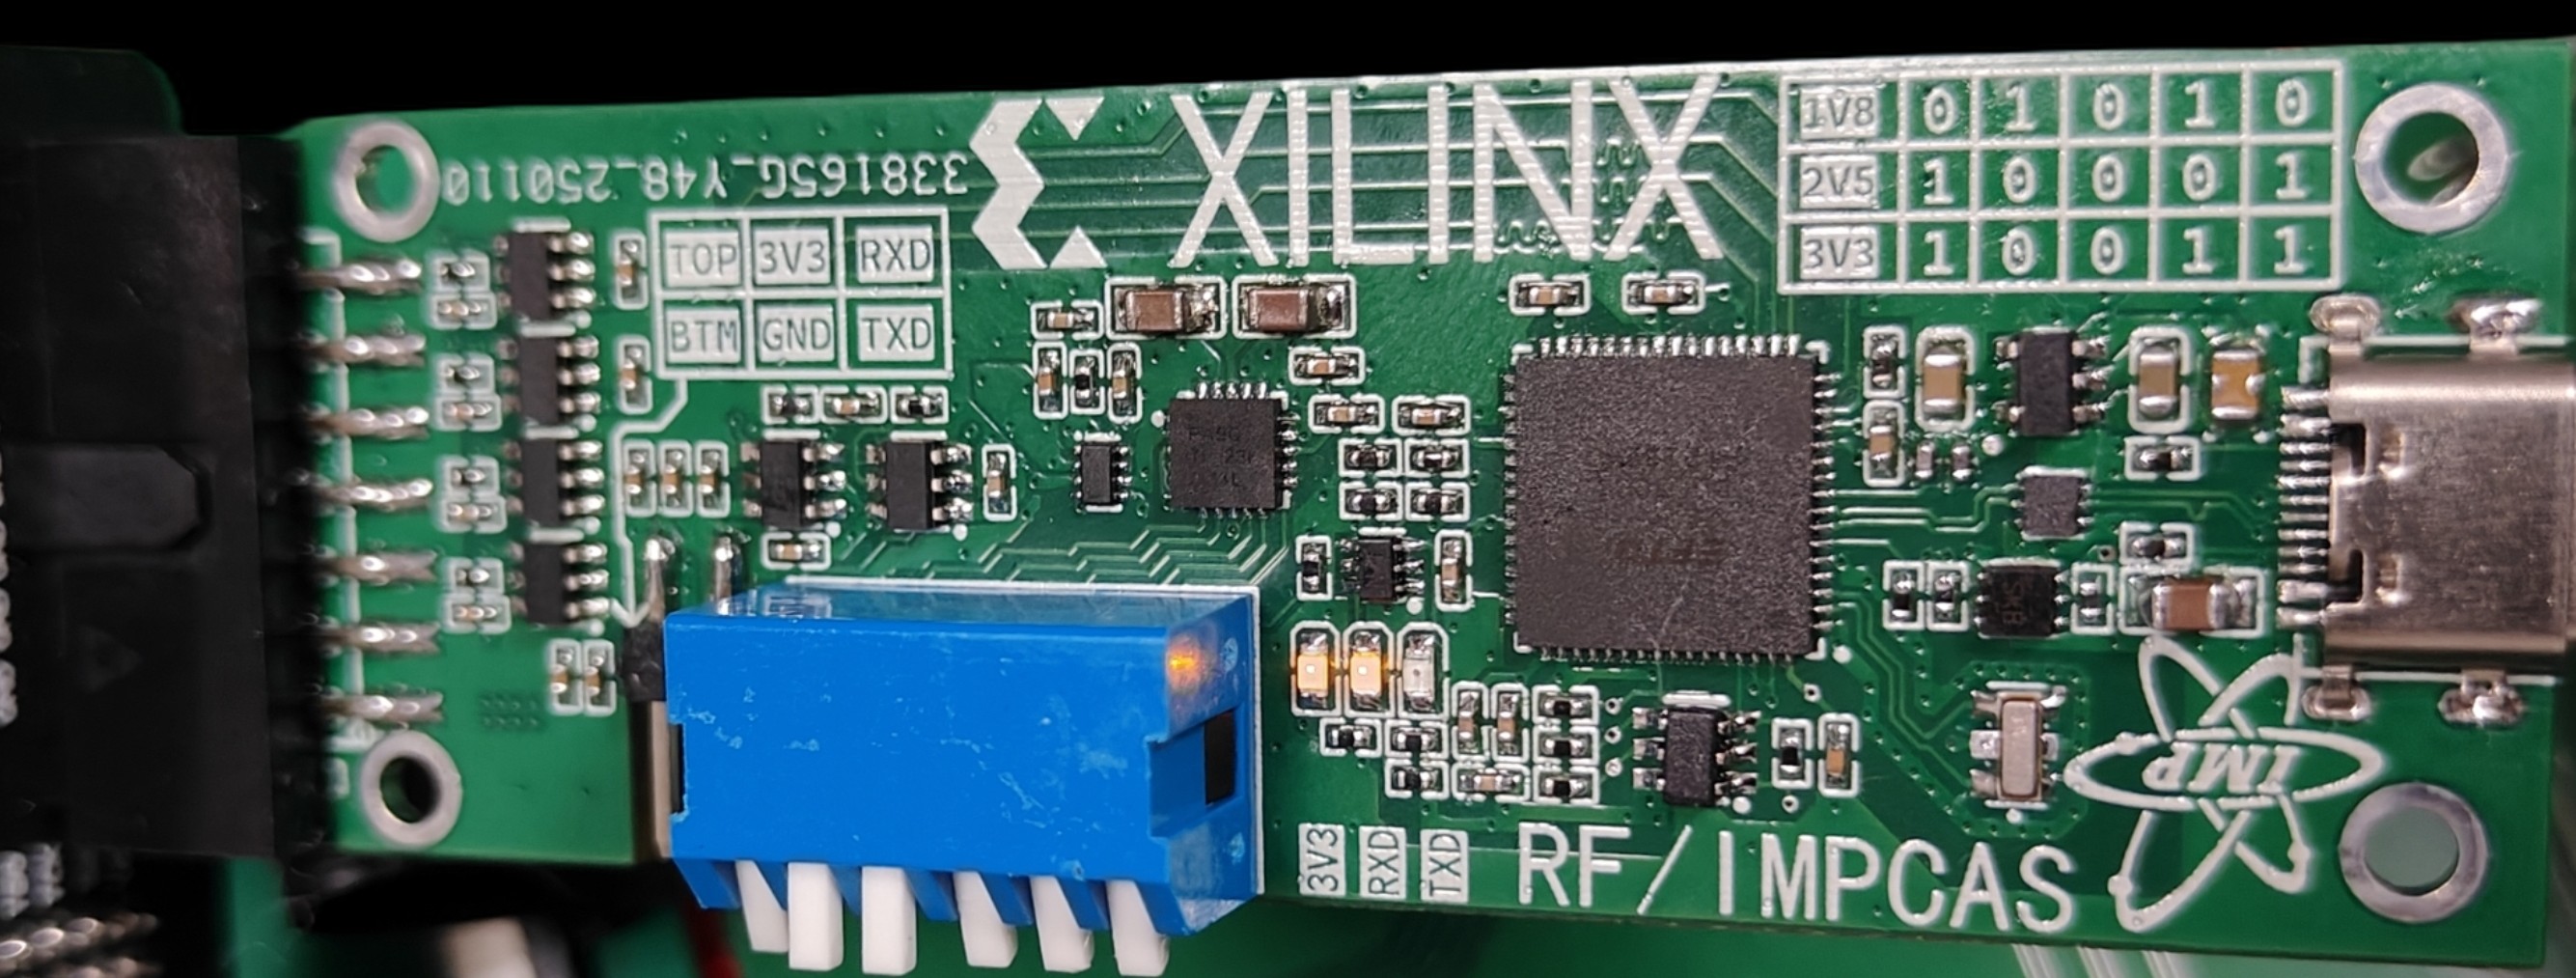 338165G_Y48_250110
XILINX
1V8 0 1 0 1 0
2V5 1 0 0 0 1
3V3 1 0 0 1 1
TOP 3V3 RXD
BTM GND TXD
3V3 RXD TXD
RF/IMPCAS
IMP